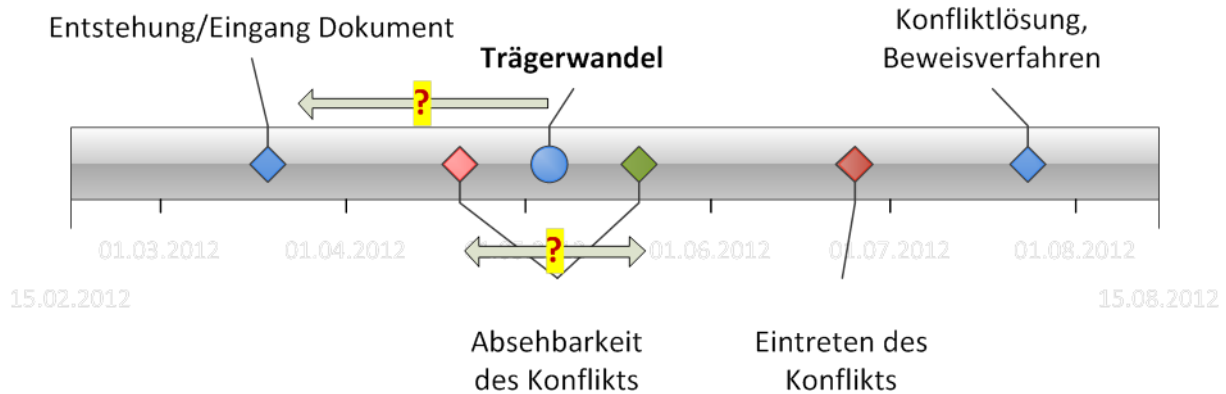 Entstehung/Eingang Dokument
Trägerwandel
Konfliktlösung,
Beweisverfahren
?
01.03.2012
01.04.2012
?
01.06.2012
01.07.2012
01.08.2012
15.02.2012
15.08.2012
Absehbarkeit
des Konflikts
Eintreten des
Konflikts